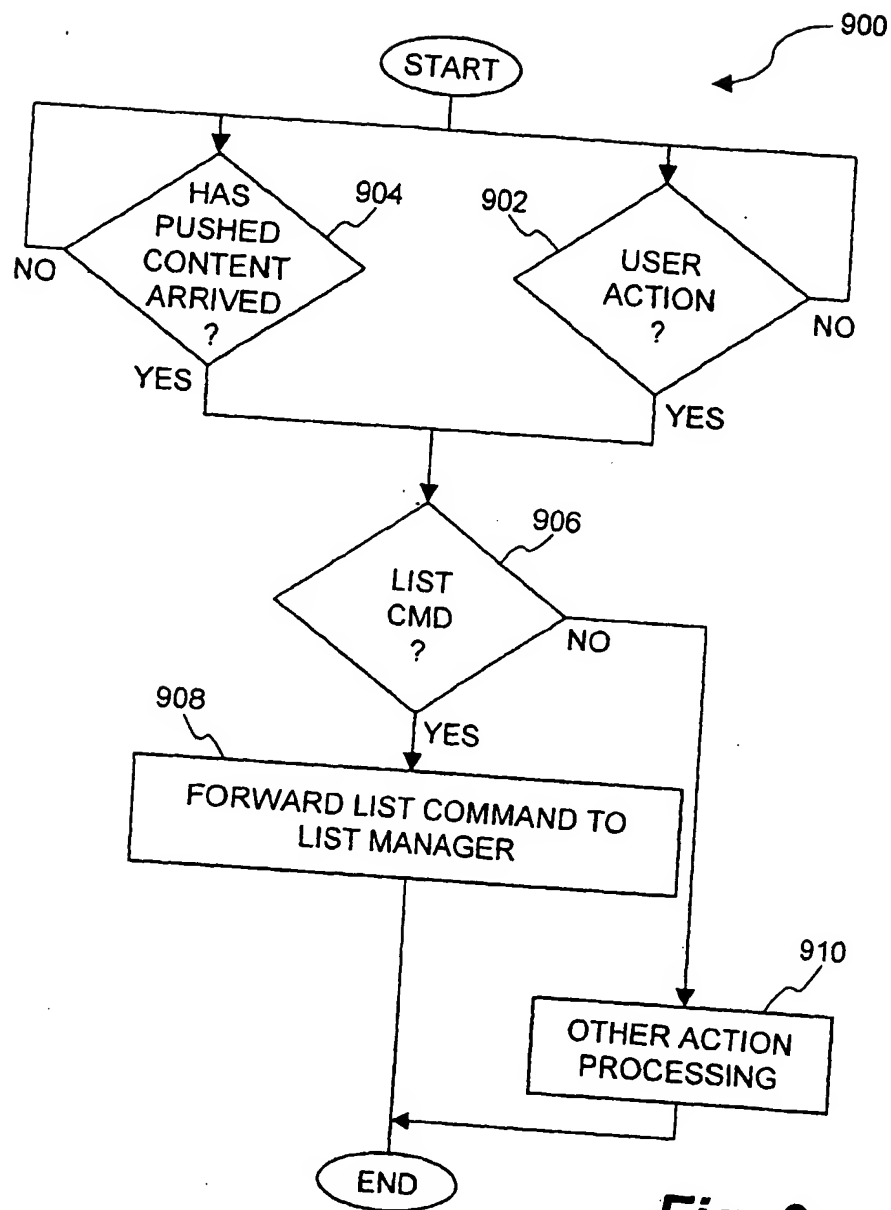 900
START
HAS
PUSHED
CONTENT
ARRIVED
?
904
NO
YES
902
USER
ACTION
?
NO
YES
906
LIST
CMD
?
NO
YES
908
FORWARD LIST COMMAND TO
LIST MANAGER
910
OTHER ACTION
PROCESSING
END